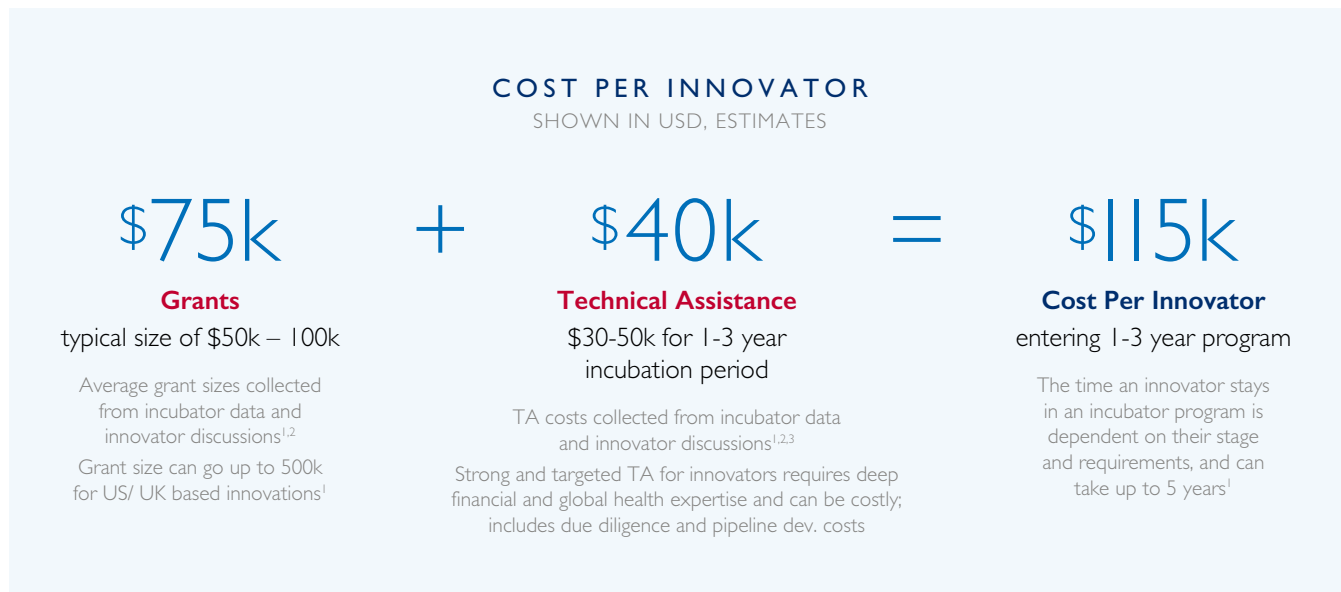 COST PER INNOVATOR
SHOWN IN USD, ESTIMATES
$75k + $40k = $115k
Grants
typical size of $50k – 100k
Average grant sizes collected
from incubator data and
innovator discussions1,2
Grant size can go up to 500k
for US/ UK based innovations1
Technical Assistance
$30-50k for 1-3 year
incubation period
TA costs collected from incubator data
and innovator discussions1,2,3
Strong and targeted TA for innovators requires deep
financial and global health expertise and can be costly;
includes due diligence and pipeline dev. costs
Cost Per Innovator
entering 1-3 year program
The time an innovator stays
in an incubator program is
dependent on their stage
and requirements, and can
take up to 5 years1